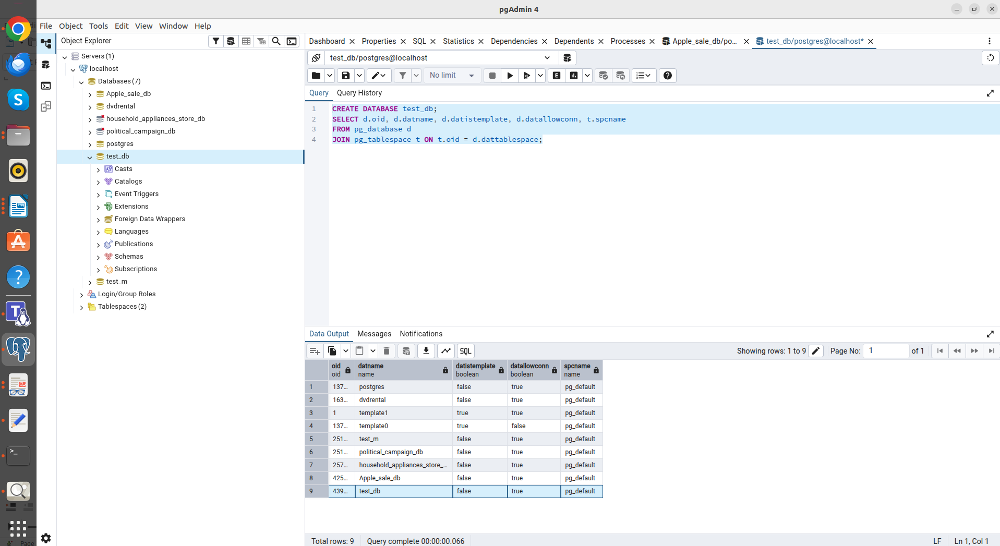 pgAdmin 4
File Object Tools Edit View Window Help
Object Explorer
Dashboard Properties SQL Statistics Dependencies Dependents Processes Apple_sale_db/po... test_db/postgres@localhost*
Servers (1)
localhost
Databases (7)
Apple_sale_db
dvdrental
household_appliances_store_db
political_campaign_db
postgres
test_db
Casts
Catalogs
Event Triggers
Extensions
Foreign Data Wrappers
Languages
Publications
Schemas
Subscriptions
test_m
Login/Group Roles
Tablespaces (2)
test_db/postgres@localhost
No limit
E
Query Query History
1 CREATE DATABASE test_db;
2 SELECT d.oid, d.datname, d.datistemplate, d.datallowconn, t.spcname
3 FROM pg_database d
4 JOIN pg_tablespace t ON t.oid = d.dattablespace;
Data Output Messages Notifications
SQL Showing rows: 1 to 9 Page No: 1 of 1
oid datname datistemplate datallowconn spcname
oid name boolean boolean name
1 137... postgres false true pg_default
2 163... dvdrental false true pg_default
3 1 template1 true true pg_default
4 137... template0 true false pg_default
5 251... test_m false true pg_default
6 251... political_campaign_db false true pg_default
7 257... household_appliances_store_... false true pg_default
8 425... Apple_sale_db false true pg_default
9 439... test_db false true pg_default
Total rows: 9 Query complete 00:00:00.066 LF Ln 1, Col 1
Page